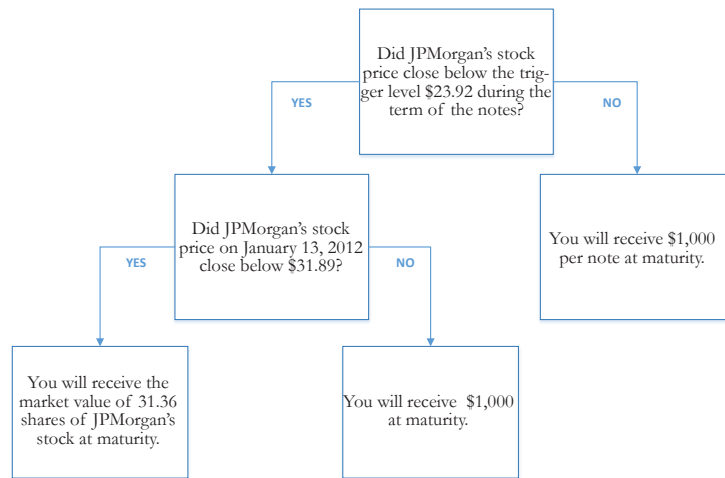 Did JPMorgan's stock
price close below the trig-
ger level $23.92 during the
term of the notes?
YES
NO
Did JPMorgan's stock
price on January 13, 2012
close below $31.89?
You will receive $1,000
per note at maturity.
YES
NO
You will receive the
market value of 31.36
shares of JPMorgan's
stock at maturity.
You will receive $1,000
at maturity.